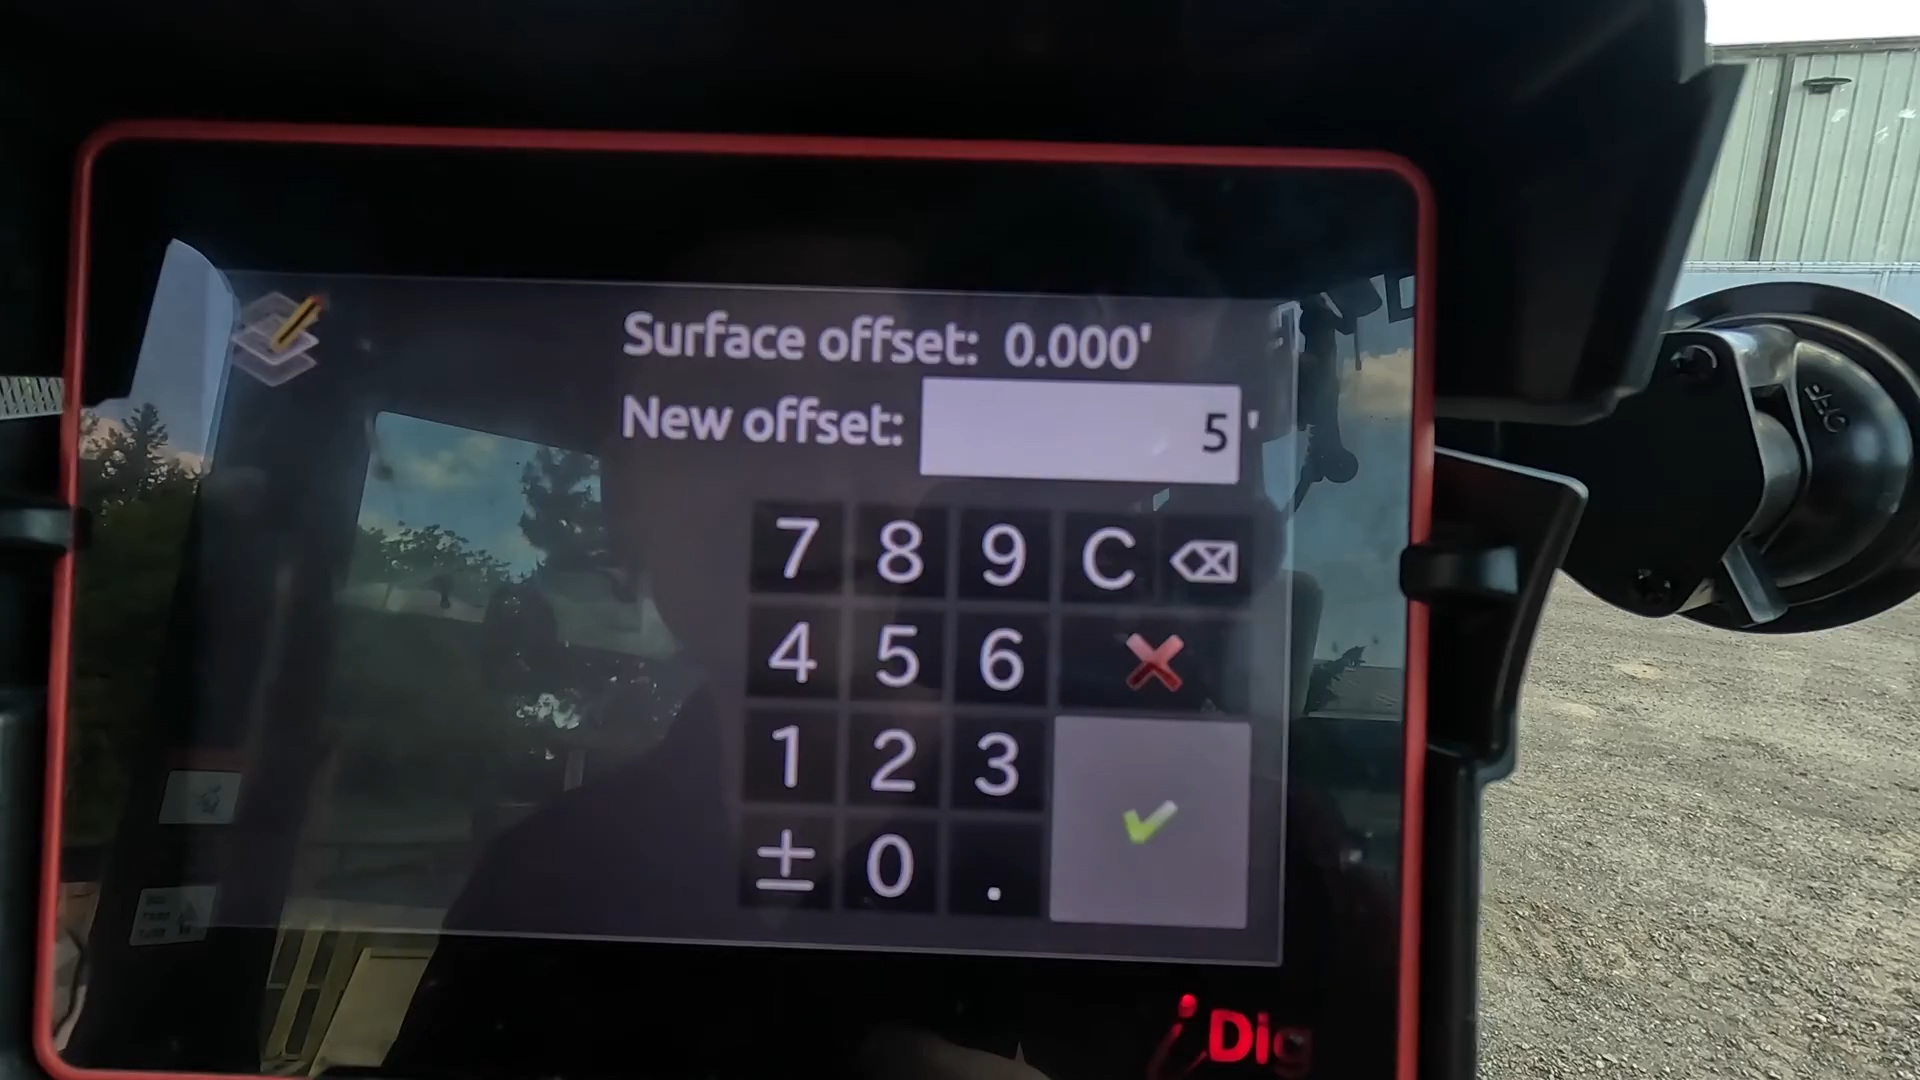 Surface offset: 0.000'
New offset: 5 '
7 8 9 C
4 5 6
1 2 3
± 0 .
iDig